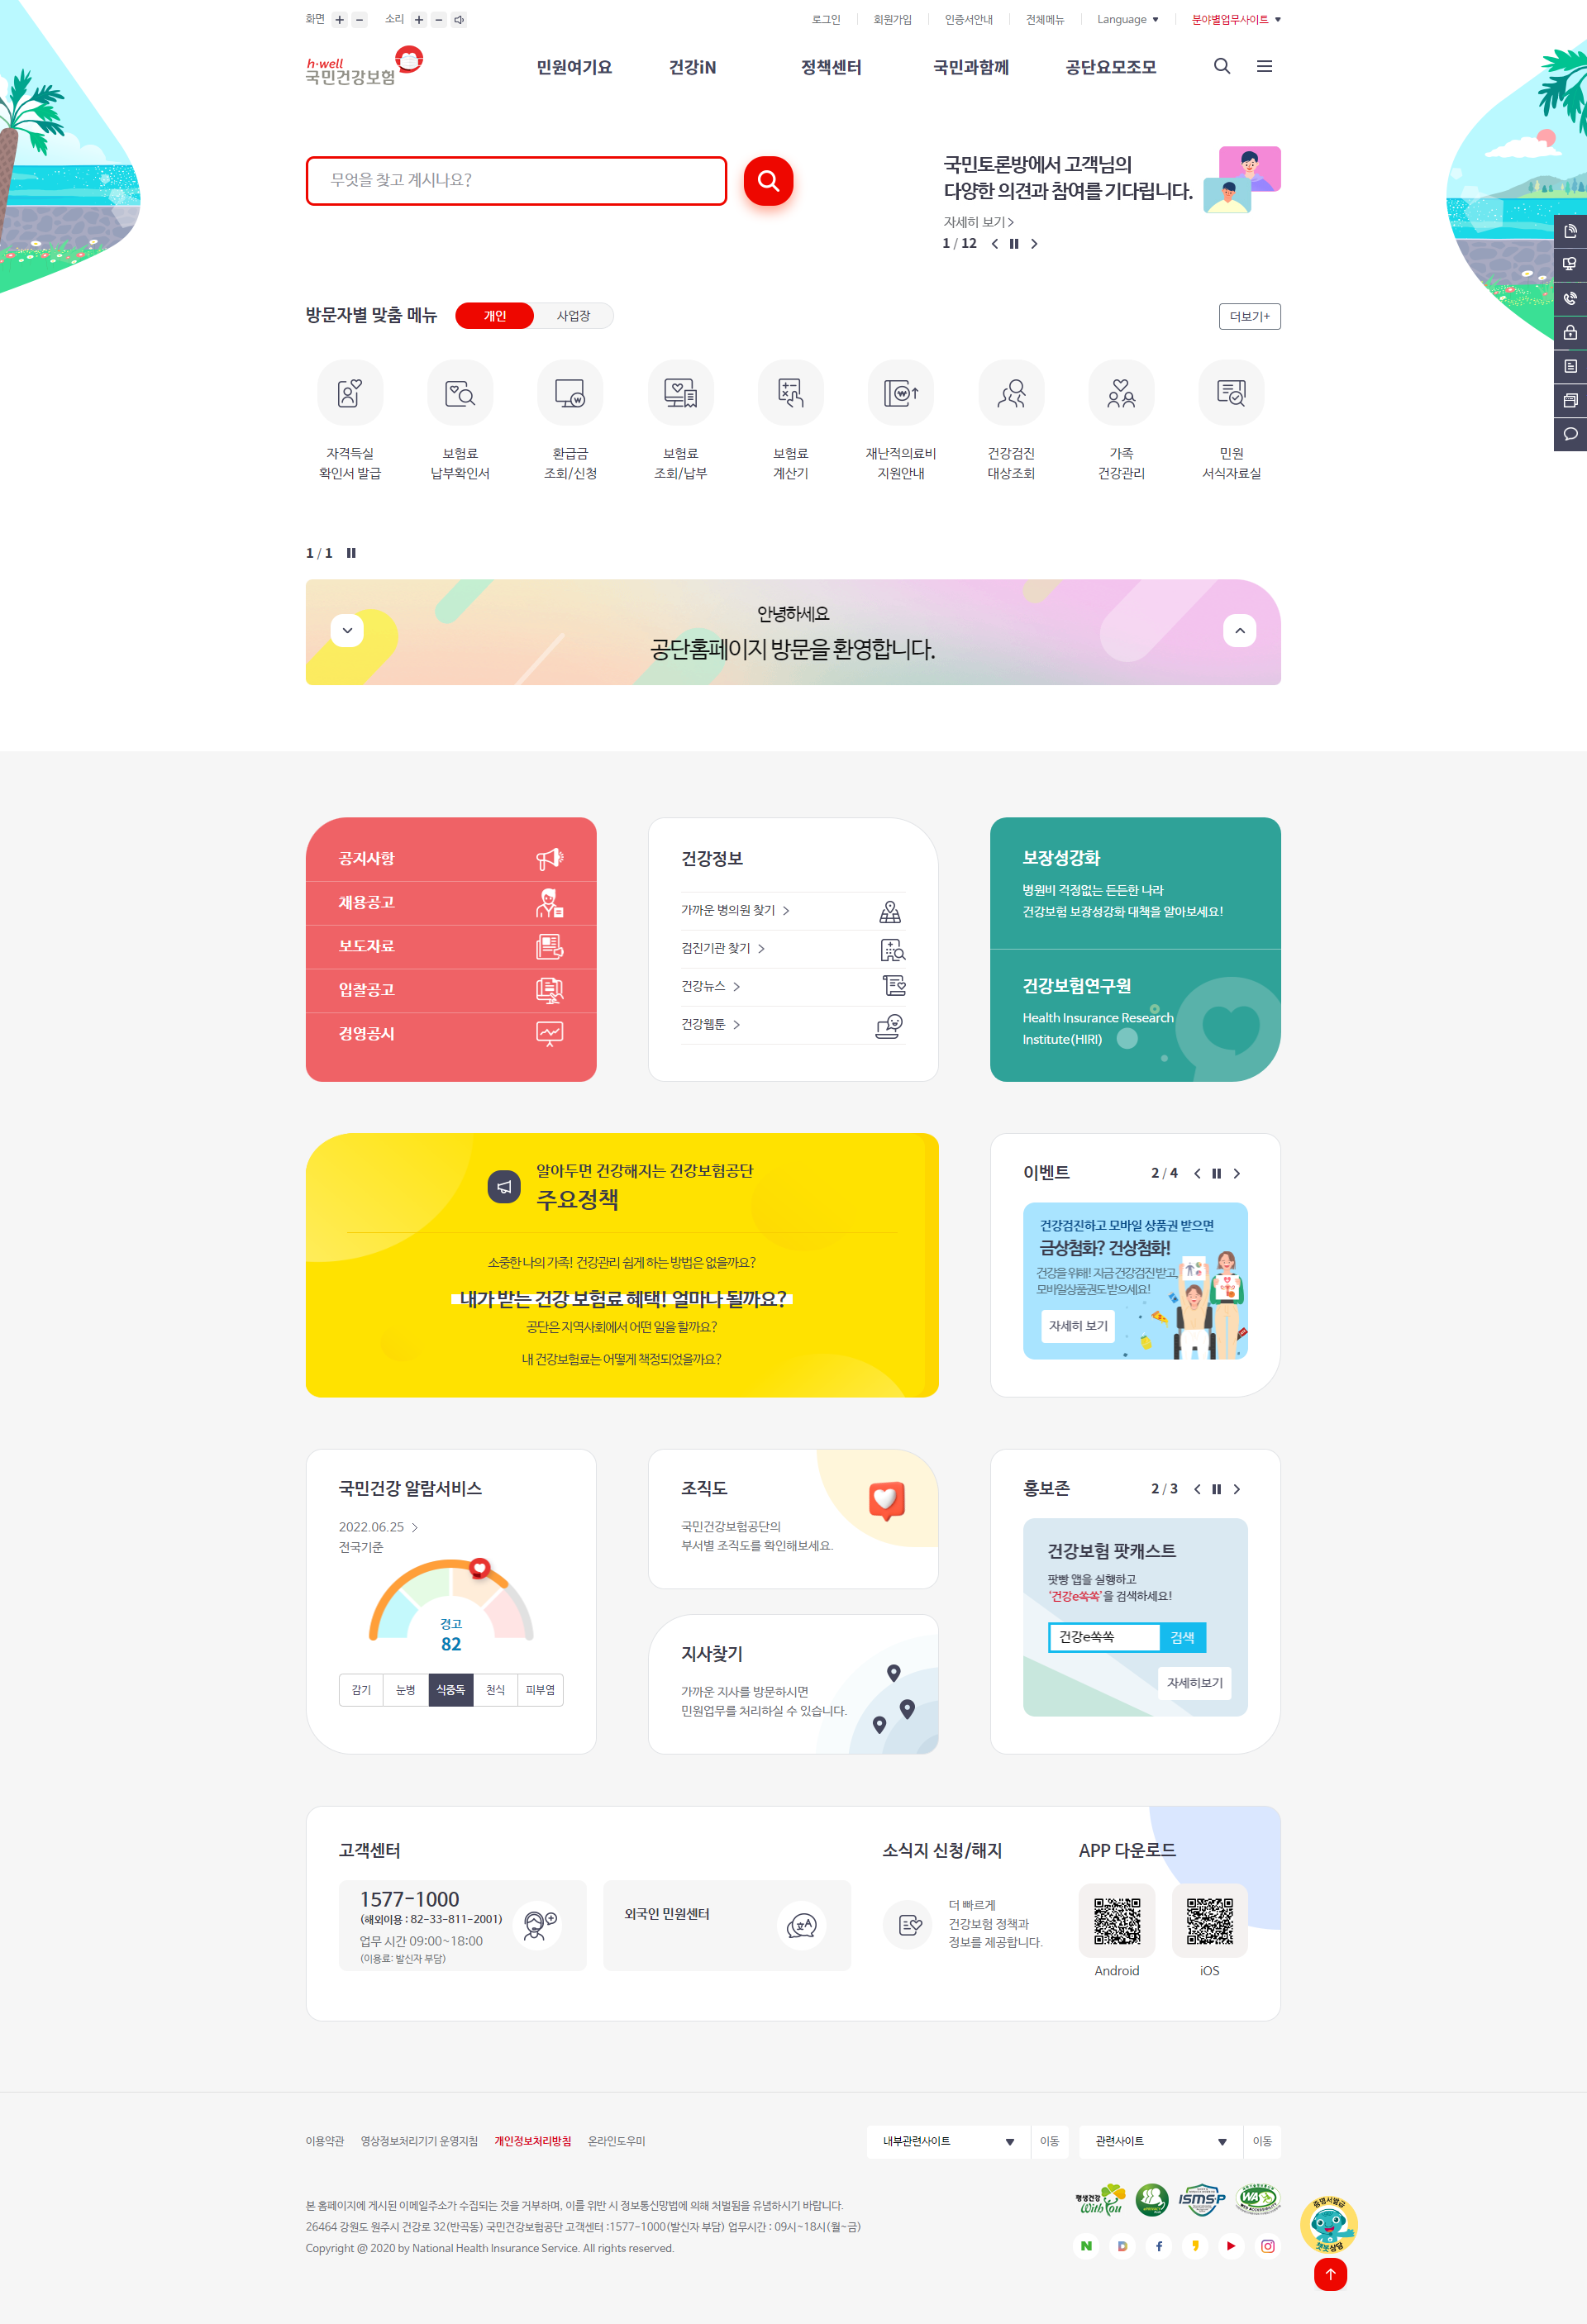 화면
소리
로그인
회원가입
인증서안내
전체메뉴
Language
분야별업무사이트
h·well
국민건강보험
민원여기요
건강iN
정책센터
국민과함께
공단요모조모
무엇을 찾고 계시나요?
국민토론방에서 고객님의
다양한 의견과 참여를 기다립니다.
자세히 보기
1 / 12
방문자별 맞춤 메뉴
개인
사업장
더보기+
자격득실
확인서 발급
보험료
납부확인서
환급금
조회/신청
보험료
조회/납부
보험료
계산기
재난적의료비
지원안내
건강검진
대상조회
가족
건강관리
민원
서식자료실
1 / 1
안녕하세요
공단홈페이지 방문을 환영합니다.
공지사항
채용공고
보도자료
입찰공고
경영공시
건강정보
가까운 병의원 찾기
검진기관 찾기
건강뉴스
건강웹툰
보장성강화
병원비 걱정없는 든든한 나라
건강보험 보장성강화 대책을 알아보세요!
건강보험연구원
Health Insurance Research
Institute(HIRI)
알아두면 건강해지는 건강보험공단
주요정책
소중한 나의 가족! 건강관리 쉽게 하는 방법은 없을까요?
내가 받는 건강 보험료 혜택! 얼마나 될까요?
공단은 지역사회에서 어떤 일을 할까요?
내 건강보험료는 어떻게 책정되었을까요?
이벤트
2 / 4
건강검진하고 모바일 상품권 받으면
금상첨화? 건상첨화!
건강을 위해! 지금 건강검진 받고,
모바일상품권도 받으세요!
자세히 보기
국민건강 알람서비스
2022.06.25
전국기준
경고
82
감기
눈병
식중독
천식
피부염
조직도
국민건강보험공단의
부서별 조직도를 확인해보세요.
지사찾기
가까운 지사를 방문하시면
민원업무를 처리하실 수 있습니다.
홍보존
2 / 3
건강보험 팟캐스트
팟빵 앱을 실행하고
'건강e쏙쏙'을 검색하세요!
건강e쏙쏙
검색
자세히보기
고객센터
1577-1000
(해외이용 : 82-33-811-2001)
업무 시간 09:00~18:00
(이용료: 발신자 부담)
외국인 민원센터
소식지 신청/해지
더 빠르게
건강보험 정책과
정보를 제공합니다.
APP 다운로드
Android
iOS
이용약관
영상정보처리기기 운영지침
개인정보처리방침
온라인도우미
내부관련사이트
이동
관련사이트
이동
본 홈페이지에 게시된 이메일주소가 수집되는 것을 거부하며, 이를 위반 시 정보통신망법에 의해 처벌됨을 유념하시기 바랍니다.
26464 강원도 원주시 건강로 32(반곡동) 국민건강보험공단 고객센터 :1577-1000(발신자 부담) 업무시간 : 09시~18시(월~금)
Copyright @ 2020 by National Health Insurance Service. All rights reserved.
평생건강
With You
ISMS-P
WA
증명서발급
챗봇상담